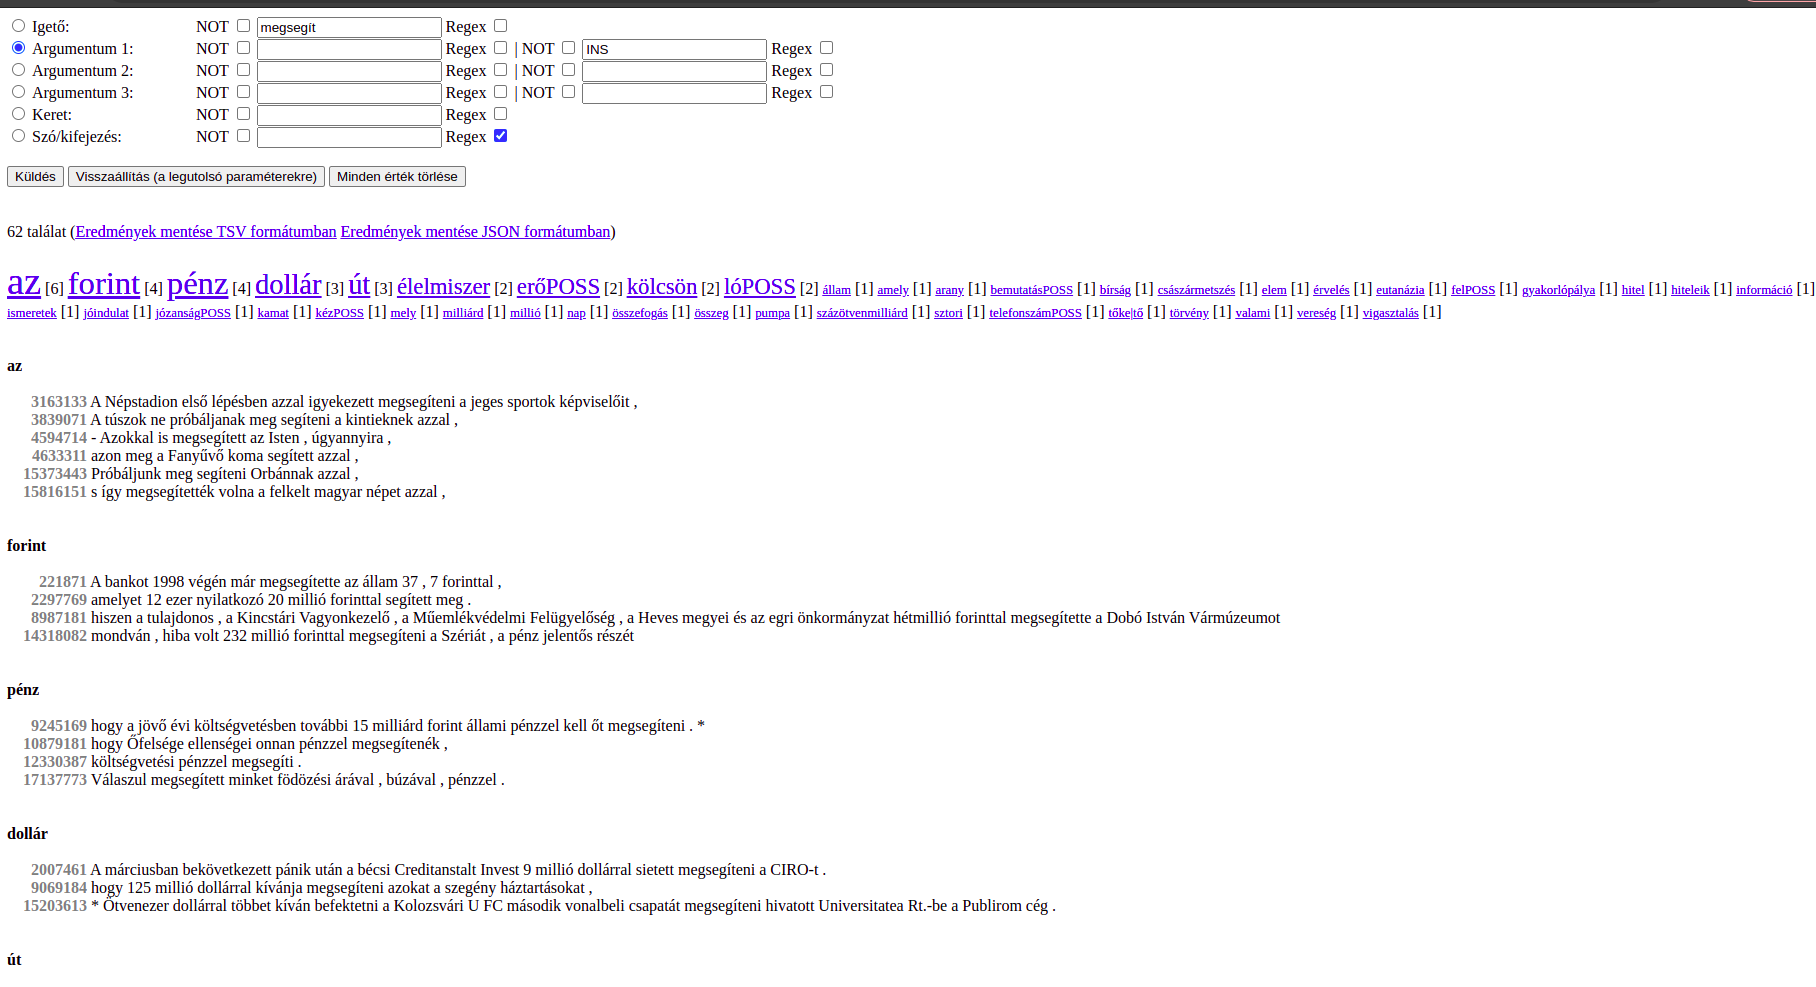 Igető: NOT megsegít Regex
Argumentum 1: NOT Regex | NOT INS Regex
Argumentum 2: NOT Regex | NOT Regex
Argumentum 3: NOT Regex | NOT Regex
Keret: NOT Regex
Szó/kifejezés: NOT Regex
Küldés Visszaállítás (a legutolsó paraméterekre) Minden érték törlése
62 találat (Eredmények mentése TSV formátumban Eredmények mentése JSON formátumban)
az [6] forint [4] pénz [4] dollár [3] út [3] élelmiszer [2] erőPOSS [2] kölcsön [2] lóPOSS [2] állam [1] amely [1] arany [1] bemutatásPOSS [1] bírság [1] császármetszés [1] elem [1] érvelés [1] eutanázia [1] felPOSS [1] gyakorlópálya [1] hitel [1] hiteleik [1] információ [1]
ismeretek [1] jóindulat [1] józanságPOSS [1] kamat [1] kézPOSS [1] mely [1] milliárd [1] millió [1] nap [1] összefogás [1] összeg [1] pumpa [1] százötvenmilliárd [1] sztori [1] telefonszámPOSS [1] tőke|tő [1] törvény [1] valami [1] vereség [1] vigasztalás [1]
az
3163133 A Népstadion első lépésben azzal igyekezett megsegíteni a jeges sportok képviselőit ,
3839071 A túszok ne próbáljanak meg segíteni a kintieknek azzal ,
4594714 - Azokkal is megsegített az Isten , úgyannyira ,
4633311 azon meg a Fanyűvő koma segített azzal ,
15373443 Próbáljunk meg segíteni Orbánnak azzal ,
15816151 s így megsegítették volna a felkelt magyar népet azzal ,
forint
221871 A bankot 1998 végén már megsegítette az állam 37 , 7 forinttal ,
2297769 amelyet 12 ezer nyilatkozó 20 millió forinttal segített meg .
8987181 hiszen a tulajdonos , a Kincstári Vagyonkezelő , a Műemlékvédelmi Felügyelőség , a Heves megyei és az egri önkormányzat hétmillió forinttal megsegítette a Dobó István Vármúzeumot
14318082 mondván , hiba volt 232 millió forinttal megsegíteni a Szériát , a pénz jelentős részét
pénz
9245169 hogy a jövő évi költségvetésben további 15 milliárd forint állami pénzzel kell őt megsegíteni . *
10879181 hogy Őfelsége ellenségei onnan pénzzel megsegítenék ,
12330387 költségvetési pénzzel megsegíti .
17137773 Válaszul megsegített minket födözési árával , búzával , pénzzel .
dollár
2007461 A márciusban bekövetkezett pánik után a bécsi Creditanstalt Invest 9 millió dollárral sietett megsegíteni a CIRO-t .
9069184 hogy 125 millió dollárral kívánja megsegíteni azokat a szegény háztartásokat ,
15203613 * Ötvenezer dollárral többet kíván befektetni a Kolozsvári U FC második vonalbeli csapatát megsegíteni hivatott Universitatea Rt.-be a Publirom cég .
út